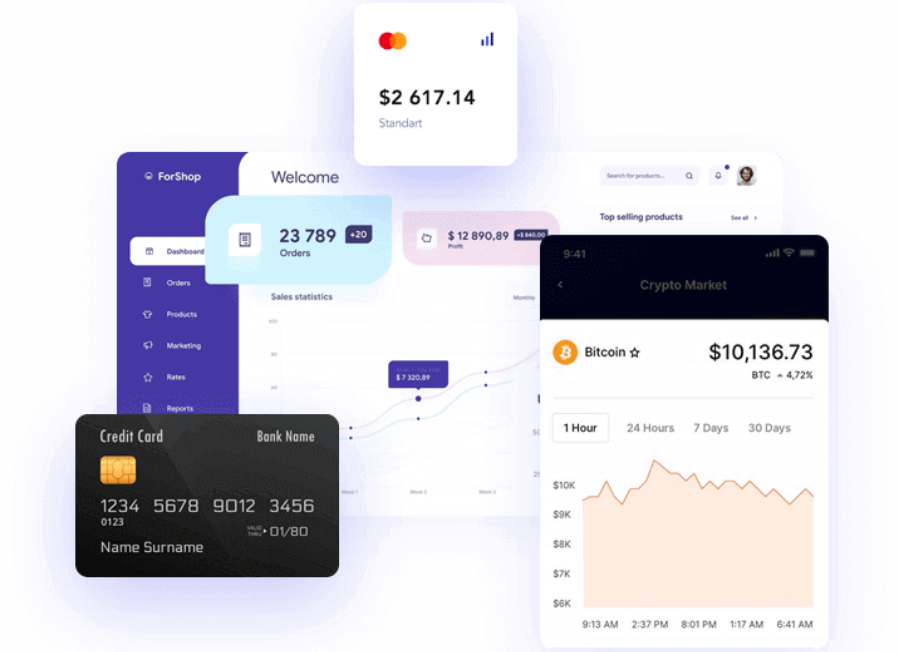 $2 617.14
Standart
ForShop
Welcome
Search for products...
Top selling products
See all >
23 789 +20
Orders
$ 12 890,89 +$ 840,00
Profit
Dashboard
Orders
Products
Marketing
Rates
Reports
Sales statistics
Monthly
100
80
60
$ 7 320,89
Week 1
Week 2
Week 3
9:41
Crypto Market
Bitcoin
$10,136.73
BTC 4,72%
1 Hour
24 Hours
7 Days
30 Days
$10K
$9K
$8K
$7K
$6K
9:13 AM
2:37 PM
8:01 PM
1:17 AM
6:41 AM
Credit Card
Bank Name
1234 5678 9012 3456
0123
VALID
THRU
01/80
Name Surname